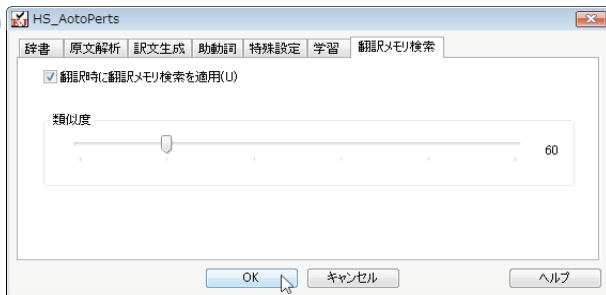 HS_AotoPerts
辞書 原文解析 訳文生成 助動詞 特殊設定 学習 翻訳メモリ検索
翻訳時に翻訳メモリ検索を適用(U)
類似度
60
OK キャンセル ヘルプ